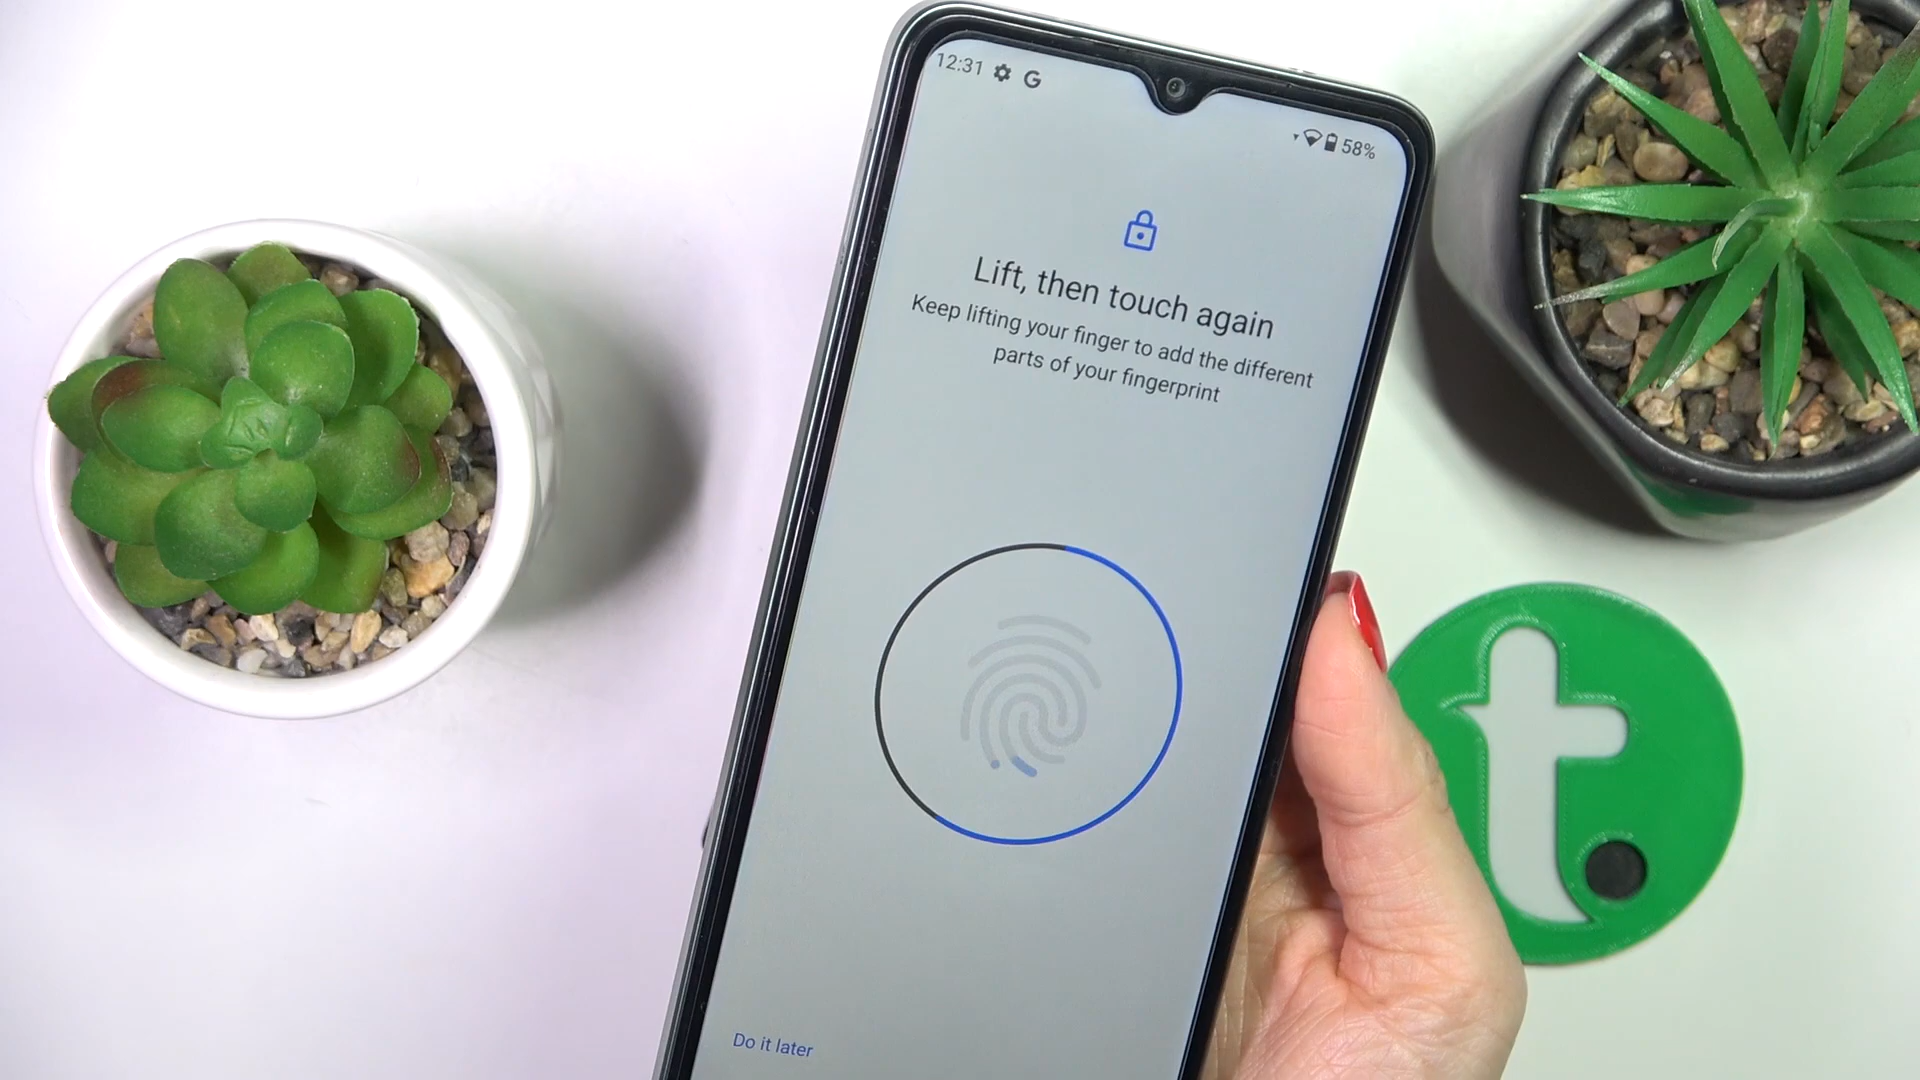 12:31
58%
Lift, then touch again
Keep lifting your finger to add the different
parts of your fingerprint
Do it later
t